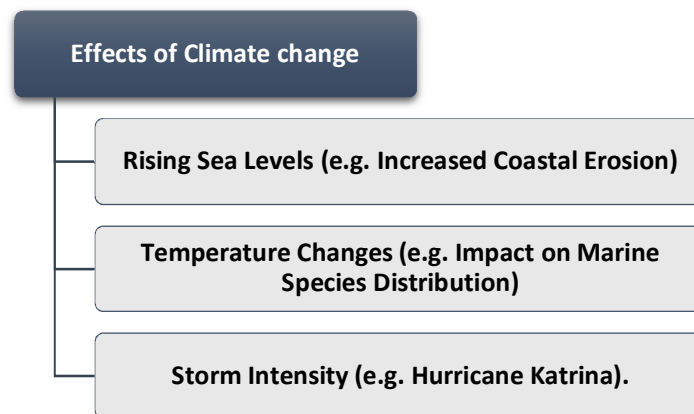 Effects of Climate change
Rising Sea Levels (e.g. Increased Coastal Erosion)
Temperature Changes (e.g. Impact on Marine
Species Distribution)
Storm Intensity (e.g. Hurricane Katrina).